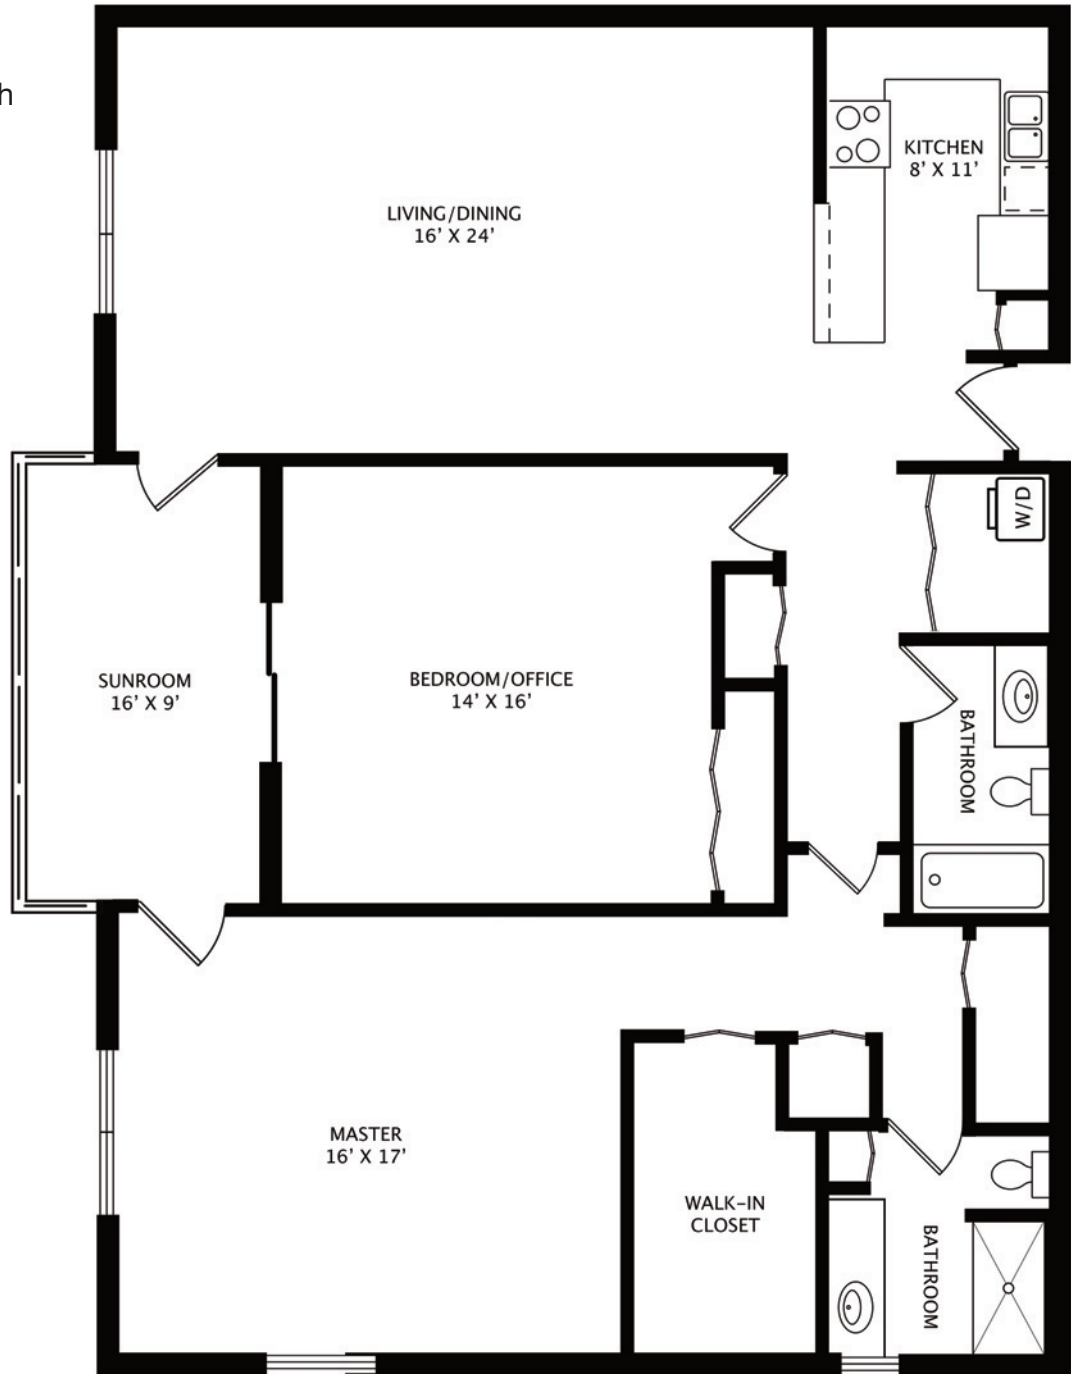 h
KITCHEN
8’ X 11’
LIVING/DINING
16’ X 24’
W/D
SUNROOM
16’ X 9’
BEDROOM/OFFICE
14’ X 16’
BATHROOM
MASTER
16’ X 17’
WALK-IN
CLOSET
BATHROOM